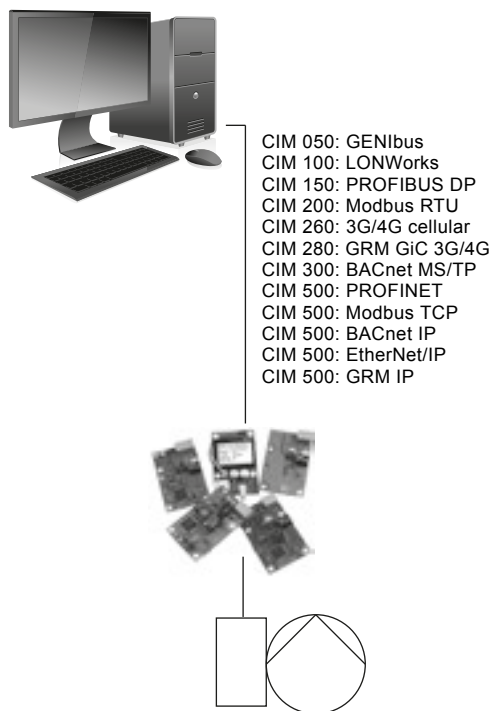 CIM 050: GENIbus
CIM 100: LONWorks
CIM 150: PROFIBUS DP
CIM 200: Modbus RTU
CIM 260: 3G/4G cellular
CIM 280: GRM GiC 3G/4G
CIM 300: BACnet MS/TP
CIM 500: PROFINET
CIM 500: Modbus TCP
CIM 500: BACnet IP
CIM 500: EtherNet/IP
CIM 500: GRM IP